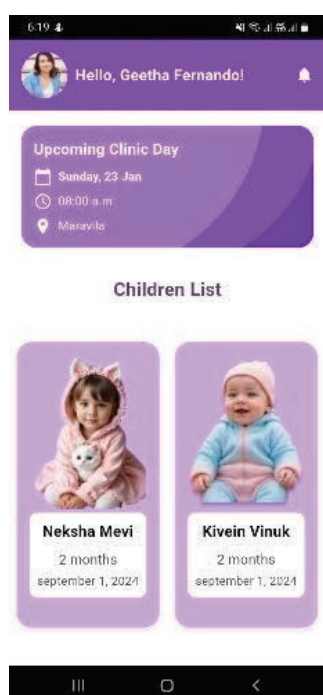 6:19
Hello, Geetha Fernando!
Upcoming Clinic Day
Sunday, 23 Jan
08:00 a.m
Maravila
Children List
Neksha Mevi
2 months
september 1, 2024
Kivein Vinuk
2 months
september 1, 2024